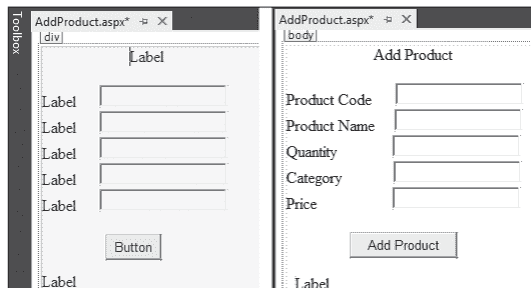 Toolbox
AddProduct.aspx*
div
Label
Label
Label
Label
Label
Label
Button
Label
AddProduct.aspx*
body
Add Product
Product Code
Product Name
Quantity
Category
Price
Add Product
Label